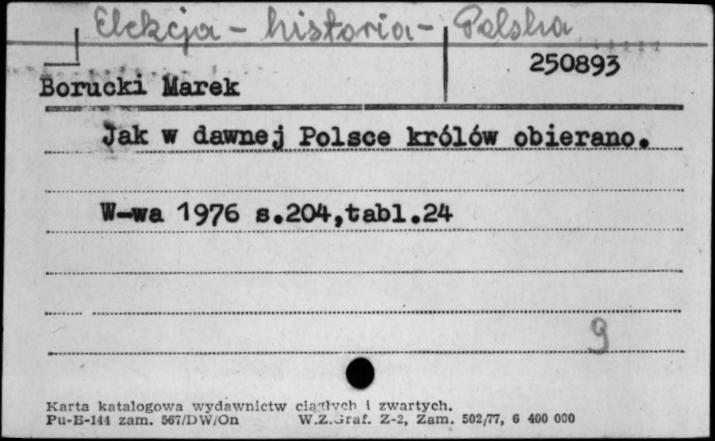 Elekcja - historia - Polska
250893
Borucki Marek
Jak w dawnej Polsce królów obierano.
W-wa 1976 s.204,tabl.24
9
Karta katalogowa wydawnictw ciągłych i zwartych.
Pu-B-144 zam. 567/DW/On W.Z.Graf. Z-2, Zam. 502/77, 6 400 000